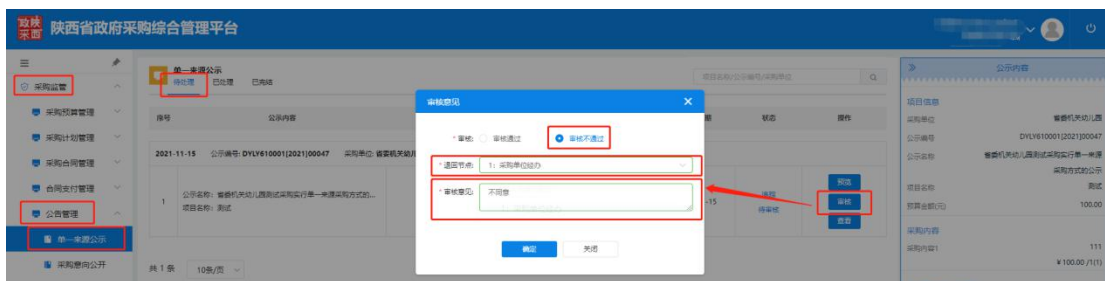 陕西省政府采购综合管理平台
采购监管
采购预算管理
采购计划管理
采购合同管理
合同支付管理
公告管理
单一来源公示
采购意向公开
单一来源公示
待处理 已处理 已完结
项目名称/公示编号/采购单位
序号 公示内容 状态 操作
2021-11-15 公示编号: DYLY610001[2021]00047 采购单位: 省委机关幼儿
1 公示名称: 省委机关幼儿园测试采购实行单一来源采购方式的...
项目名称: 测试
-15
待审核
预览
审核
查看
共 1 条 10条/页
审核意见
* 审核: 审核通过 审核不通过
* 退回节点: 1: 采购单位经办
* 审核意见: 不同意
确定 关闭
公示内容
项目信息
采购单位 省委机关幼儿园
公示编号 DYLY610001[2021]00047
公示名称 省委机关幼儿园测试采购实行单一来源
采购方式的公示
项目名称 测试
预算金额(元) 100.00
采购内容
采购内容1 111
¥ 100.00 /1(1)